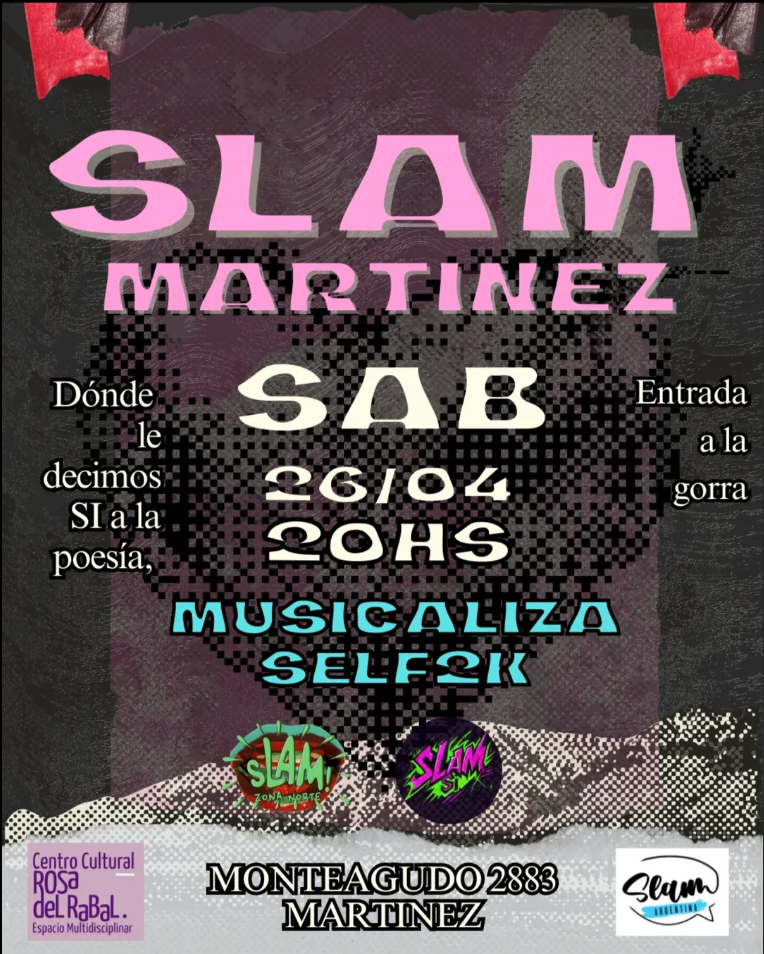 SLAM
MARTINEZ
SAB
26/04
20HS
Dónde
le
decimos
SI a la
poesía,
Entrada
a la
gorra
MUSICALIZA
SELF2K
SLAM!
ZONA NORTE
SLAM
Centro Cultural
ROSA
del RaBaL.
Espacio Multidisciplinar
MONTEAGUDO 2883
MARTINEZ
Slam
ARGENTINA